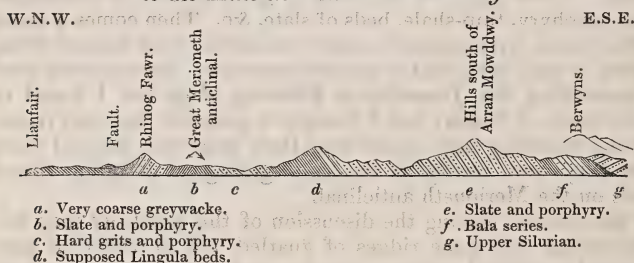 W.N.W.
E.S.E.
Llanfair.
Fault.
Rhinog Fawr.
Great Merioneth
anticlinal.
Hills south of
Arran Mowddwy.
Berwyns.
a b c d e f g
a. Very coarse greywacke.
b. Slate and porphyry.
c. Hard grits and porphyry.
d. Supposed Lingula beds.
e. Slate and porphyry.
f. Bala series.
g. Upper Silurian.